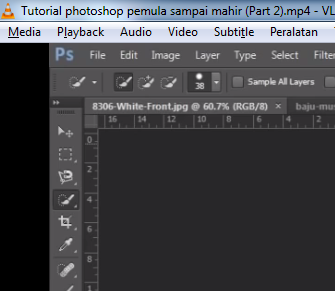 Tutorial photoshop pemula sampai mahir (Part 2).mp4 - VL
Media Playback Audio Video Subtitle Peralatan
Ps File Edit Image Layer Type Select
38 Sample All Layers
8306-White-Front.jpg @ 60.7% (RGB/8) × baju-mus
16 14 12 10 8 6 4 2
0
2
4
6
8